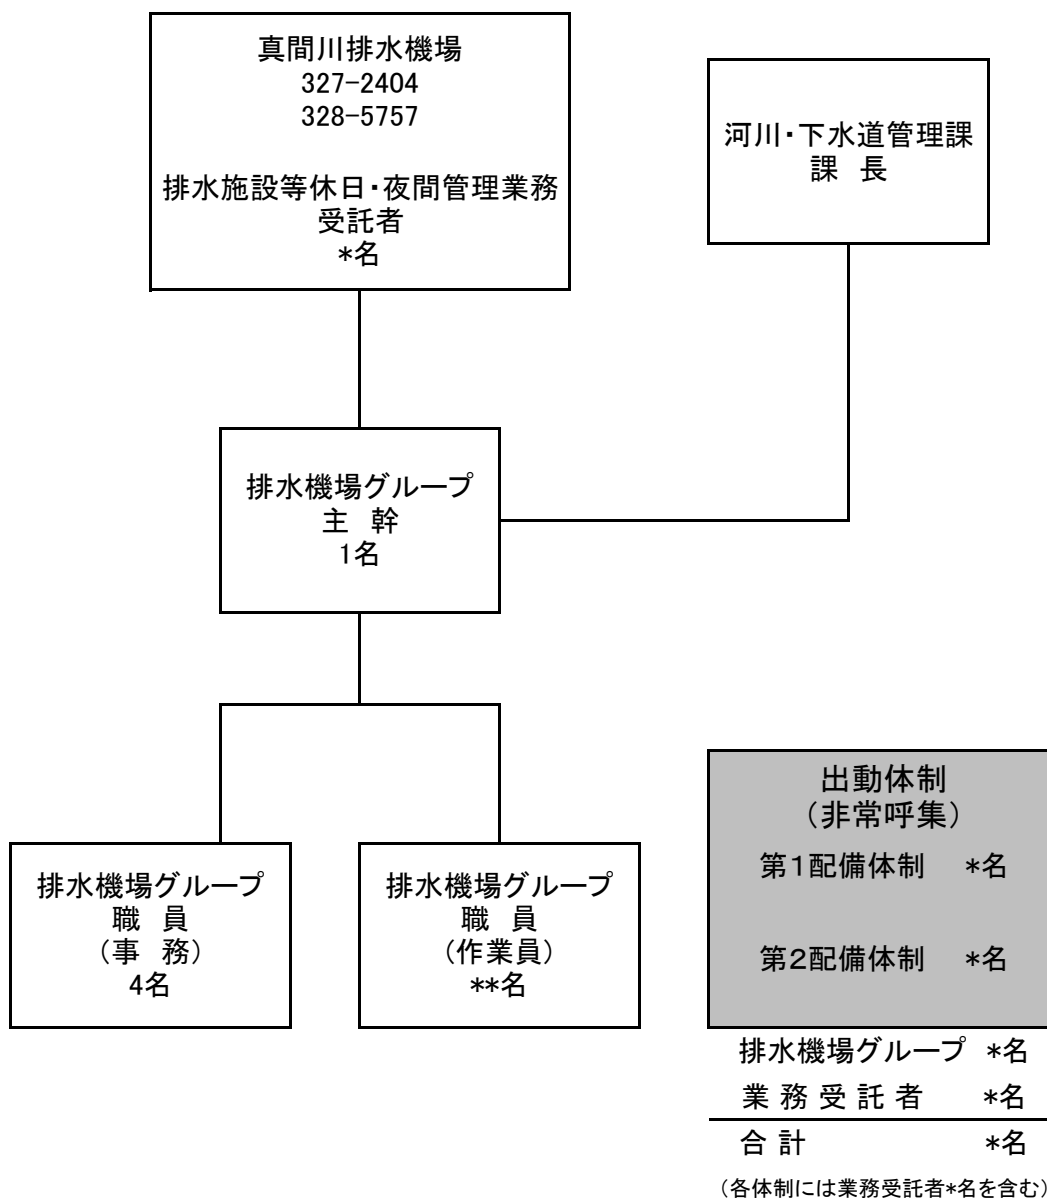 真間川排水機場
327-2404
328-5757
排水施設等休日・夜間管理業務
受託者
*名
河川・下水道管理課
課 長
排水機場グループ
主 幹
1名
排水機場グループ
職 員
(事 務)
4名
排水機場グループ
職 員
(作業員)
**名
出動体制
(非常呼集)
第1配備体制 *名
第2配備体制 *名
排水機場グループ *名
業 務 受 託 者 *名
合 計 *名
(各体制には業務受託者*名を含む)